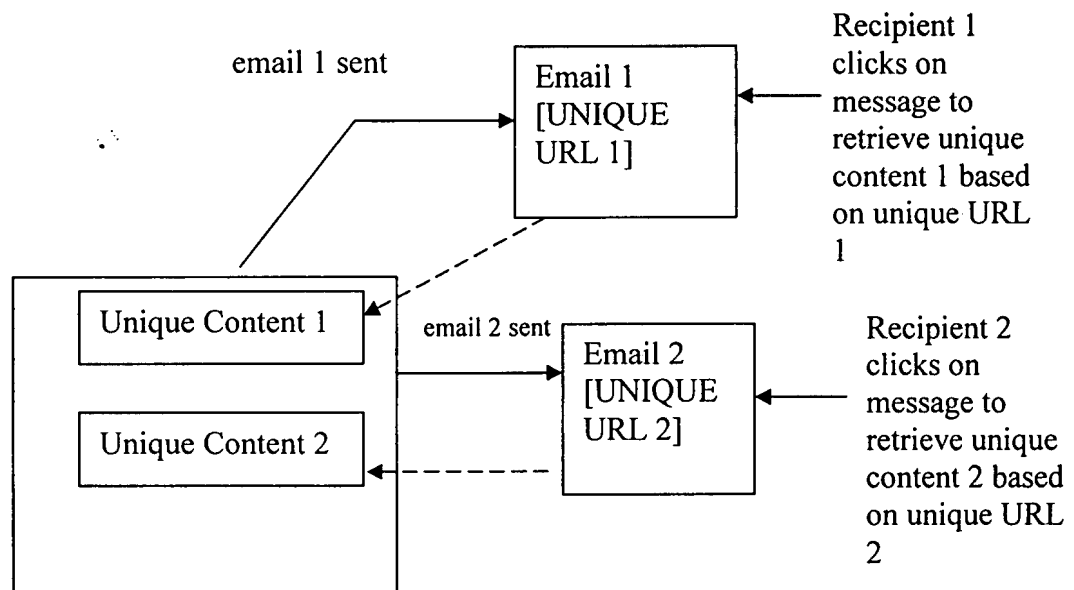 email 1 sent
Email 1
[UNIQUE
URL 1]
Recipient 1
clicks on
message to
retrieve unique
content 1 based
on unique URL
1
Unique Content 1
email 2 sent
Email 2
[UNIQUE
URL 2]
Recipient 2
clicks on
message to
retrieve unique
content 2 based
on unique URL
2
Unique Content 2